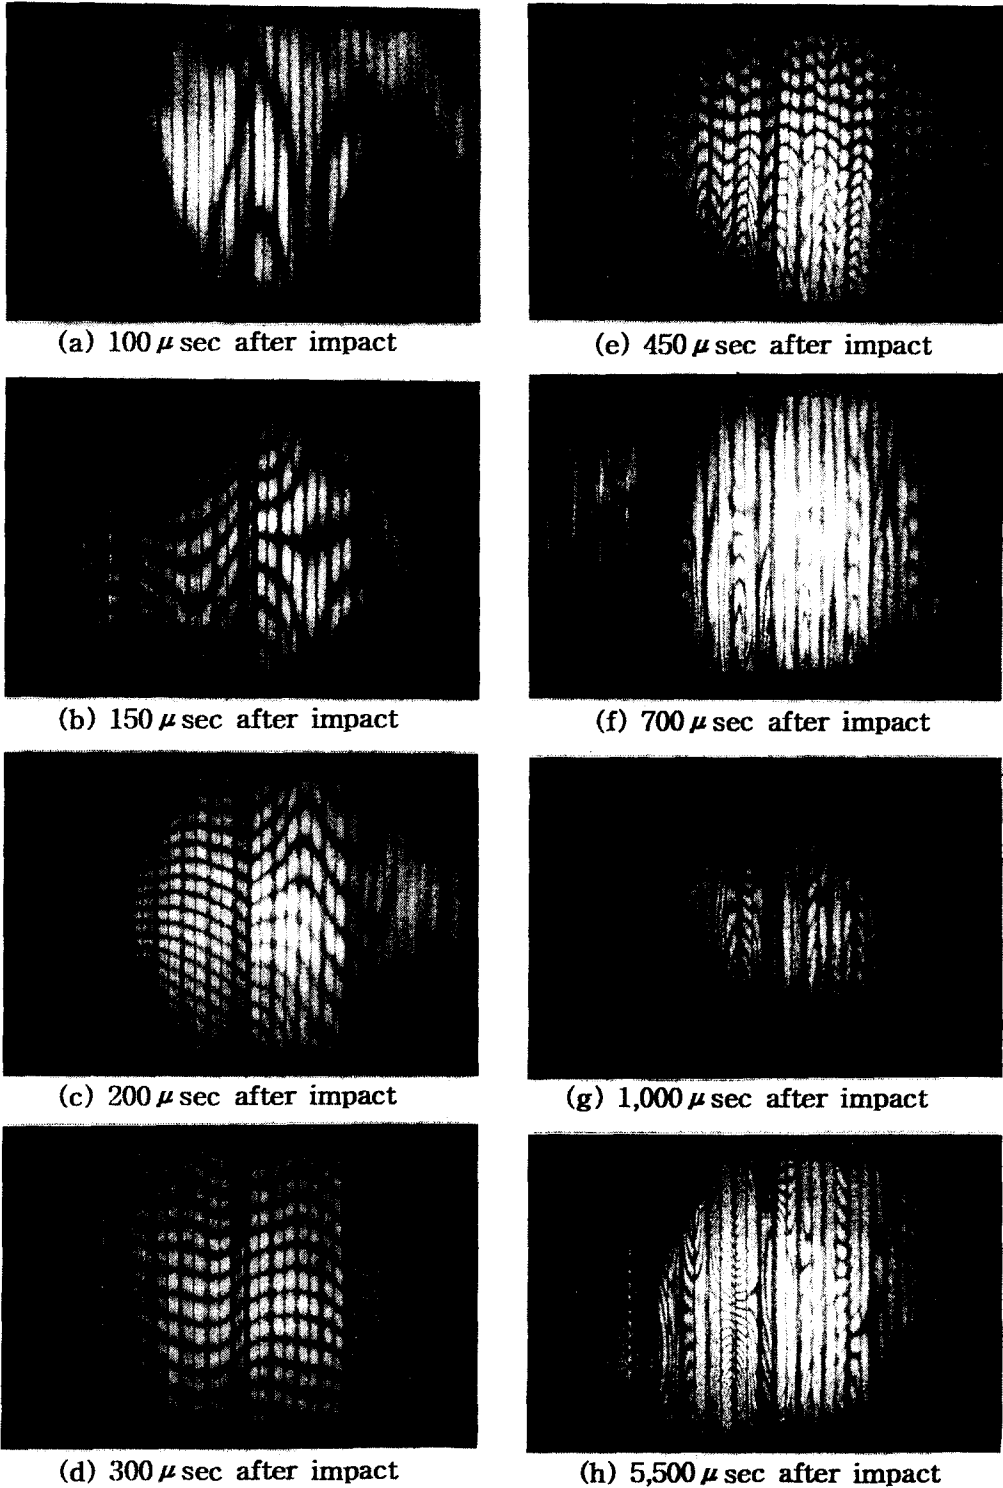 (a) 100 μ sec after impact
(b) 150 μ sec after impact
(c) 200 μ sec after impact
(d) 300 μ sec after impact
(e) 450 μ sec after impact
(f) 700 μ sec after impact
(g) 1,000 μ sec after impact
(h) 5,500 μ sec after impact